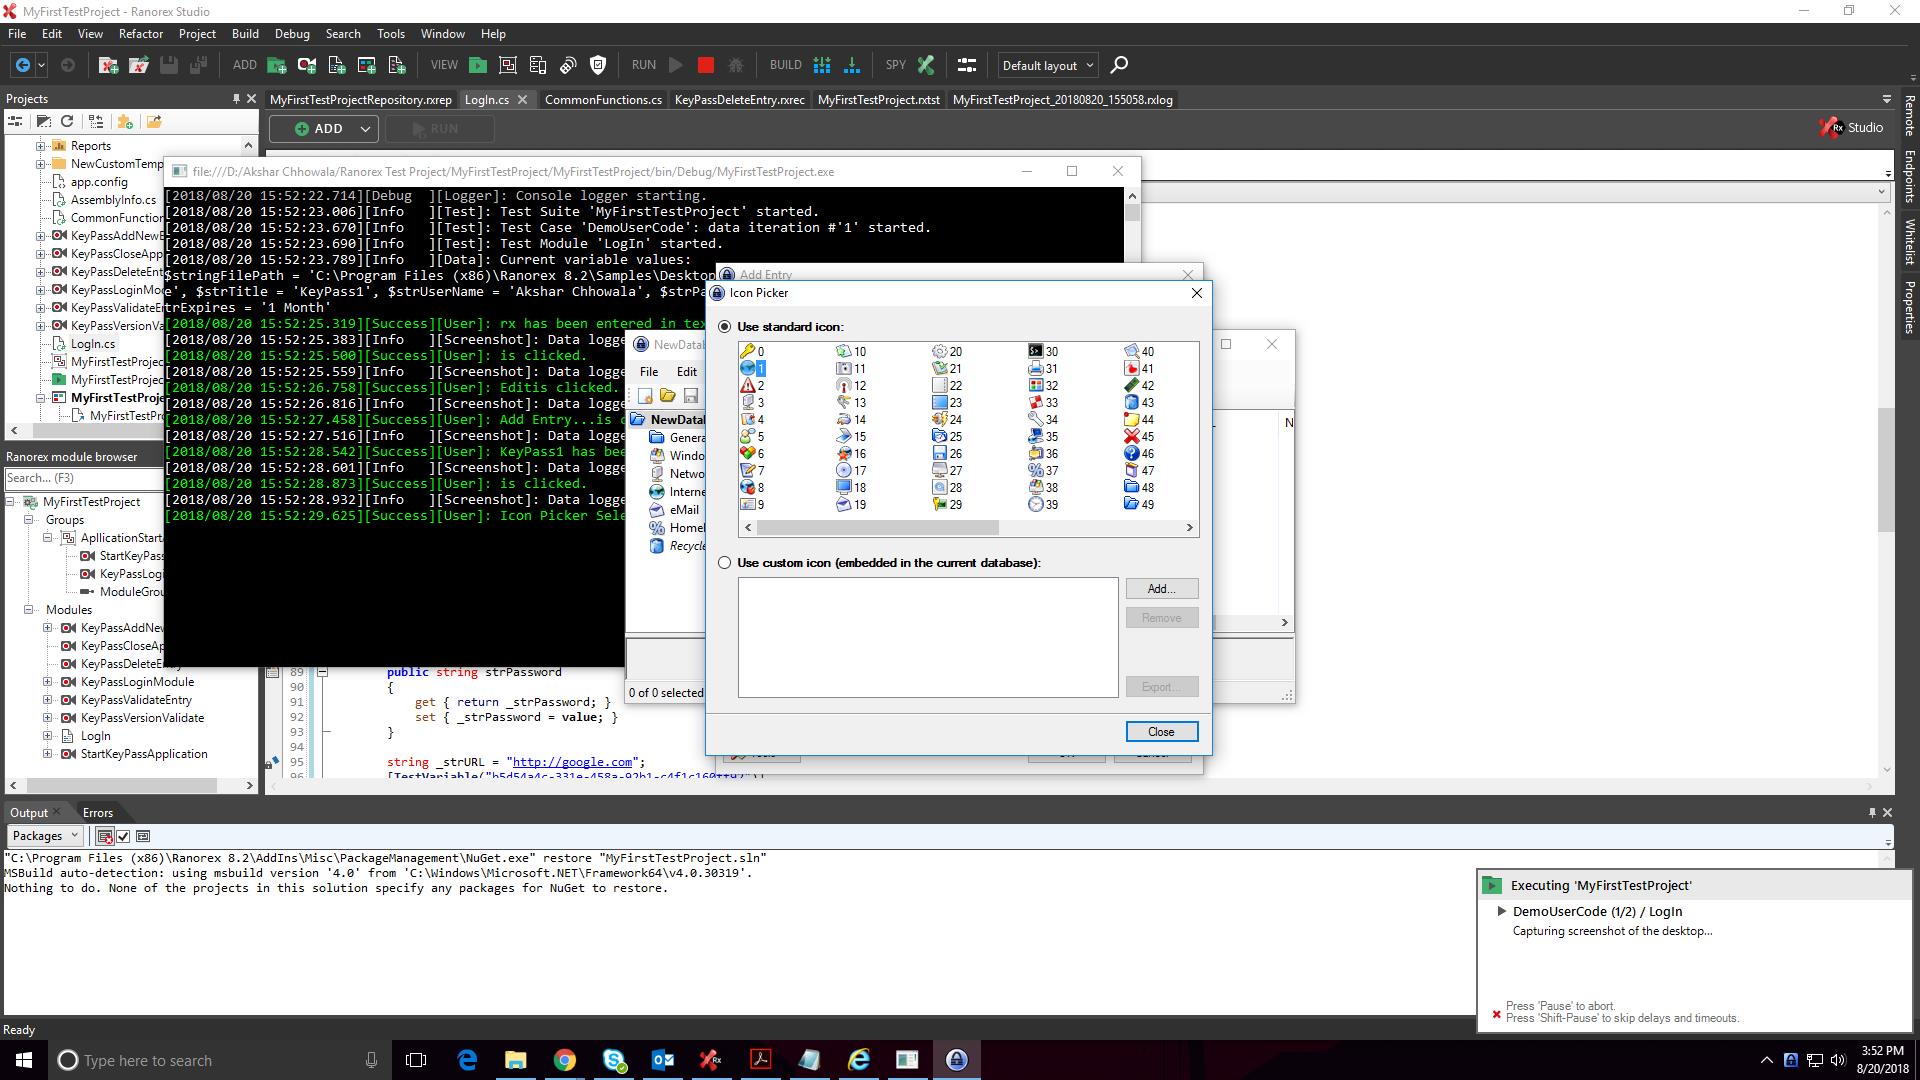 MyFirstTestProject - Ranorex Studio
File Edit View Refactor Project Build Debug Search Tools Window Help
ADD VIEW RUN BUILD SPY Default layout
Projects
MyFirstTestProjectRepository.rxrep LogIn.cs CommonFunctions.cs KeyPassDeleteEntry.rxrec MyFirstTestProject.rxtst MyFirstTestProject_20180820_155058.rxlog
ADD RUN
Rx Studio
Remote Endpoints
Whitelist
Properties
Reports
NewCustomTemp
app.config
AssemblyInfo.cs
CommonFunction
KeyPassAddNewE
KeyPassCloseApp
KeyPassDeleteEnt
KeyPassLoginMo
KeyPassValidateE
KeyPassVersionVa
LogIn.cs
MyFirstTestProjec
MyFirstTestProjec
MyFirstTestProje
MyFirstTestPr
file:///D:/Akshar Chhowala/Ranorex Test Project/MyFirstTestProject/MyFirstTestProject/bin/Debug/MyFirstTestProject.exe
[2018/08/20 15:52:22.714][Debug ][Logger]: Console logger starting.
[2018/08/20 15:52:23.006][Info ][Test]: Test Suite 'MyFirstTestProject' started.
[2018/08/20 15:52:23.670][Info ][Test]: Test Case 'DemoUserCode': data iteration #'1' started.
[2018/08/20 15:52:23.690][Info ][Test]: Test Module 'LogIn' started.
[2018/08/20 15:52:23.789][Info ][Data]: Current variable values:
$stringFilePath = 'C:\Program Files (x86)\Ranorex 8.2\Samples\Desktop
e', $strTitle = 'KeyPass1', $strUserName = 'Akshar Chhowala', $strPa
trExpires = '1 Month'
[2018/08/20 15:52:25.319][Success][User]: rx has been entered in tex
[2018/08/20 15:52:25.383][Info ][Screenshot]: Data logge
[2018/08/20 15:52:25.500][Success][User]: is clicked.
[2018/08/20 15:52:25.559][Info ][Screenshot]: Data logge
[2018/08/20 15:52:26.758][Success][User]: Editis clicked.
[2018/08/20 15:52:26.816][Info ][Screenshot]: Data logge
[2018/08/20 15:52:27.458][Success][User]: Add Entry...is c
[2018/08/20 15:52:27.516][Info ][Screenshot]: Data logge
[2018/08/20 15:52:28.542][Success][User]: KeyPass1 has bee
[2018/08/20 15:52:28.601][Info ][Screenshot]: Data logge
[2018/08/20 15:52:28.873][Success][User]: is clicked.
[2018/08/20 15:52:28.932][Info ][Screenshot]: Data logge
[2018/08/20 15:52:29.625][Success][User]: Icon Picker Sele
NewDatab
File Edit
NewDatab
Genera
Windo
Netwo
Interne
eMail
Homel
Recycle
N
0 of 0 selected
Add Entry
Icon Picker
Use standard icon:
0 10 20 30 40
1 11 21 31 41
2 12 22 32 42
3 13 23 33 43
4 14 24 34 44
5 15 25 35 45
6 16 26 36 46
7 17 27 37 47
8 18 28 38 48
9 19 29 39 49
Use custom icon (embedded in the current database):
Add...
Remove
Export...
Close
Ranorex module browser
Search... (F3)
MyFirstTestProject
Groups
ApllicationStart
StartKeyPass
KeyPassLogi
ModuleGrou
Modules
KeyPassAddNew
KeyPassCloseAp
KeyPassDeleteE
KeyPassLoginModule
KeyPassValidateEntry
KeyPassVersionValidate
LogIn
StartKeyPassApplication
89 public string strPassword
90 {
91 get { return _strPassword; }
92 set { _strPassword = value; }
93 }
94
95 string _strURL = "http://google.com";
96
Output Errors
Packages
"C:\Program Files (x86)\Ranorex 8.2\AddIns\Misc\PackageManagement\NuGet.exe" restore "MyFirstTestProject.sln"
MSBuild auto-detection: using msbuild version '4.0' from 'C:\Windows\Microsoft.NET\Framework64\v4.0.30319'.
Nothing to do. None of the projects in this solution specify any packages for NuGet to restore.
Executing 'MyFirstTestProject'
DemoUserCode (1/2) / LogIn
Capturing screenshot of the desktop...
Press 'Pause' to abort.
Press 'Shift-Pause' to skip delays and timeouts.
Ready
Type here to search
3:52 PM
8/20/2018